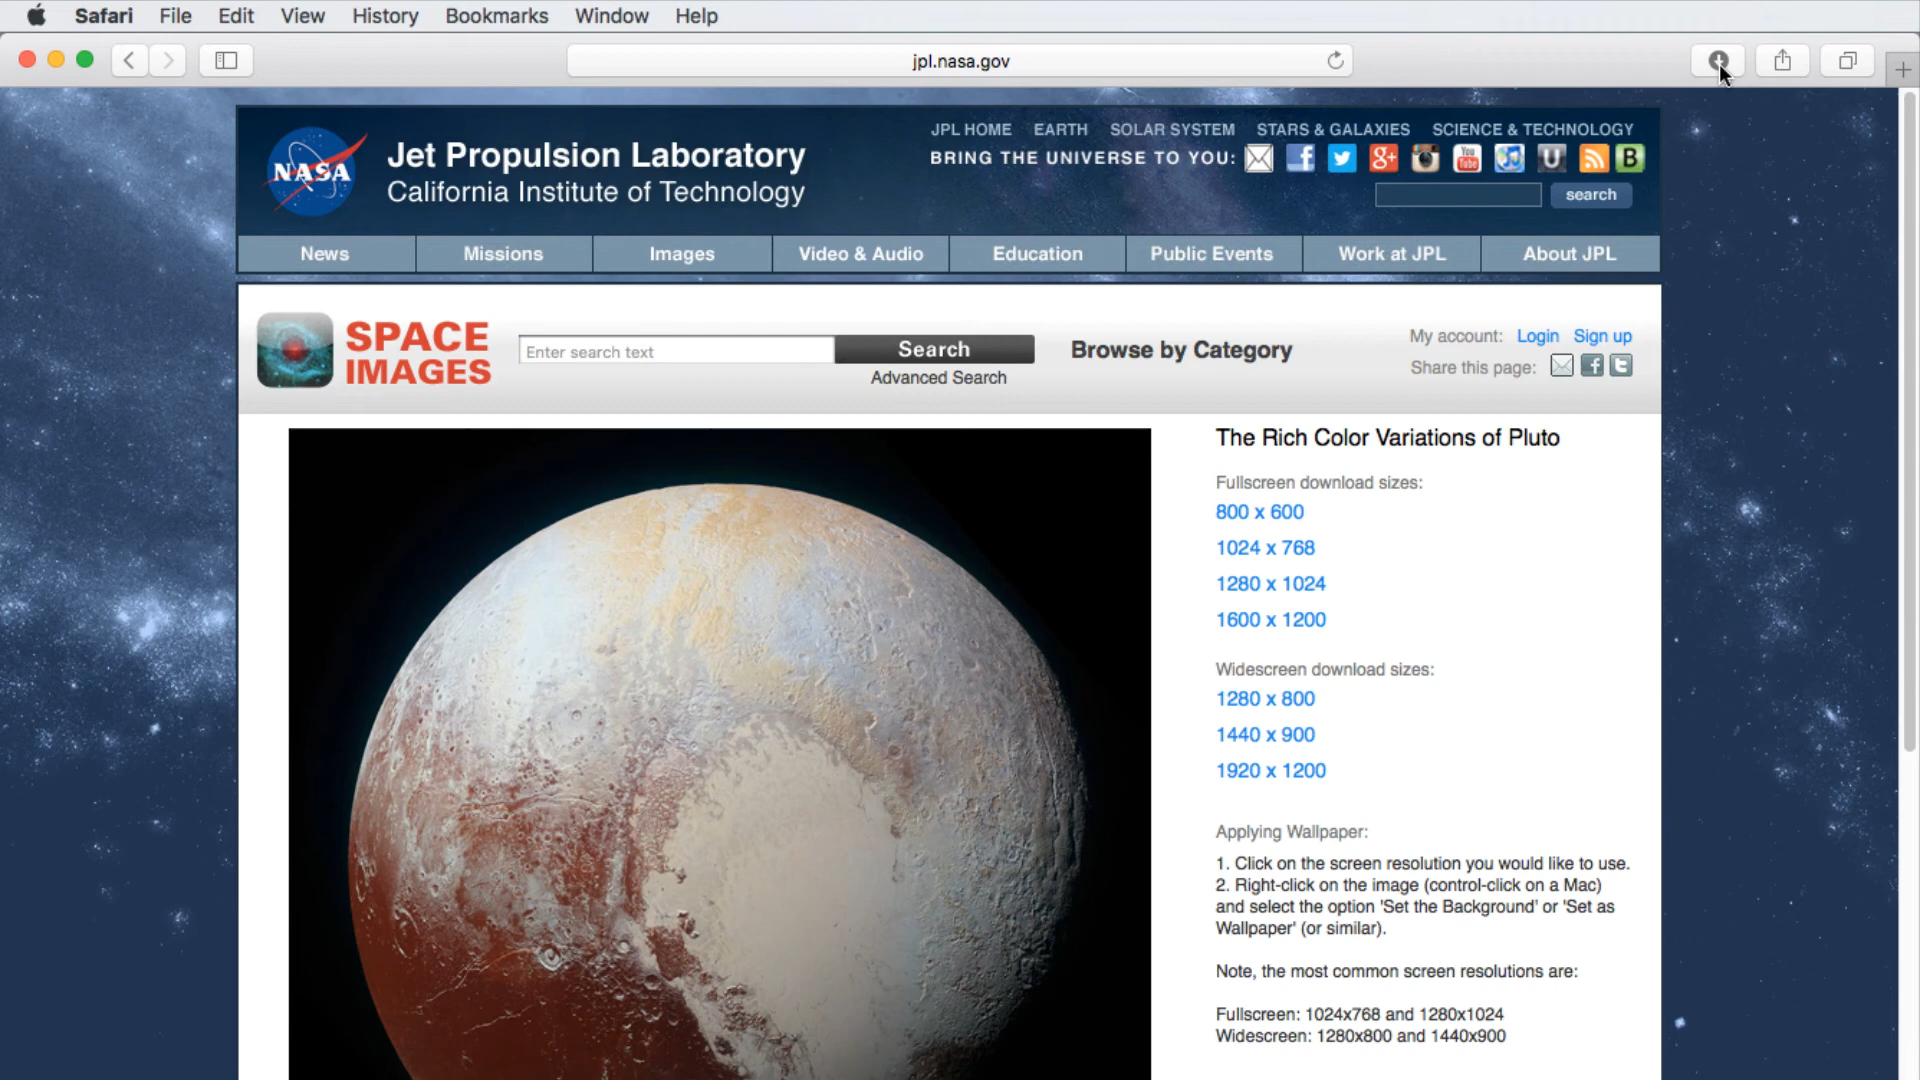 Safari File Edit View History Bookmarks Window Help
jpl.nasa.gov
NASA
Jet Propulsion Laboratory
California Institute of Technology
JPL HOME EARTH SOLAR SYSTEM STARS & GALAXIES SCIENCE & TECHNOLOGY
BRING THE UNIVERSE TO YOU:
search
News Missions Images Video & Audio Education Public Events Work at JPL About JPL
SPACE
IMAGES
Enter search text
Search
Advanced Search
Browse by Category
My account: Login Sign up
Share this page:
The Rich Color Variations of Pluto
Fullscreen download sizes:
800 x 600
1024 x 768
1280 x 1024
1600 x 1200
Widescreen download sizes:
1280 x 800
1440 x 900
1920 x 1200
Applying Wallpaper:
1. Click on the screen resolution you would like to use.
2. Right-click on the image (control-click on a Mac)
and select the option 'Set the Background' or 'Set as
Wallpaper' (or similar).
Note, the most common screen resolutions are:
Fullscreen: 1024x768 and 1280x1024
Widescreen: 1280x800 and 1440x900